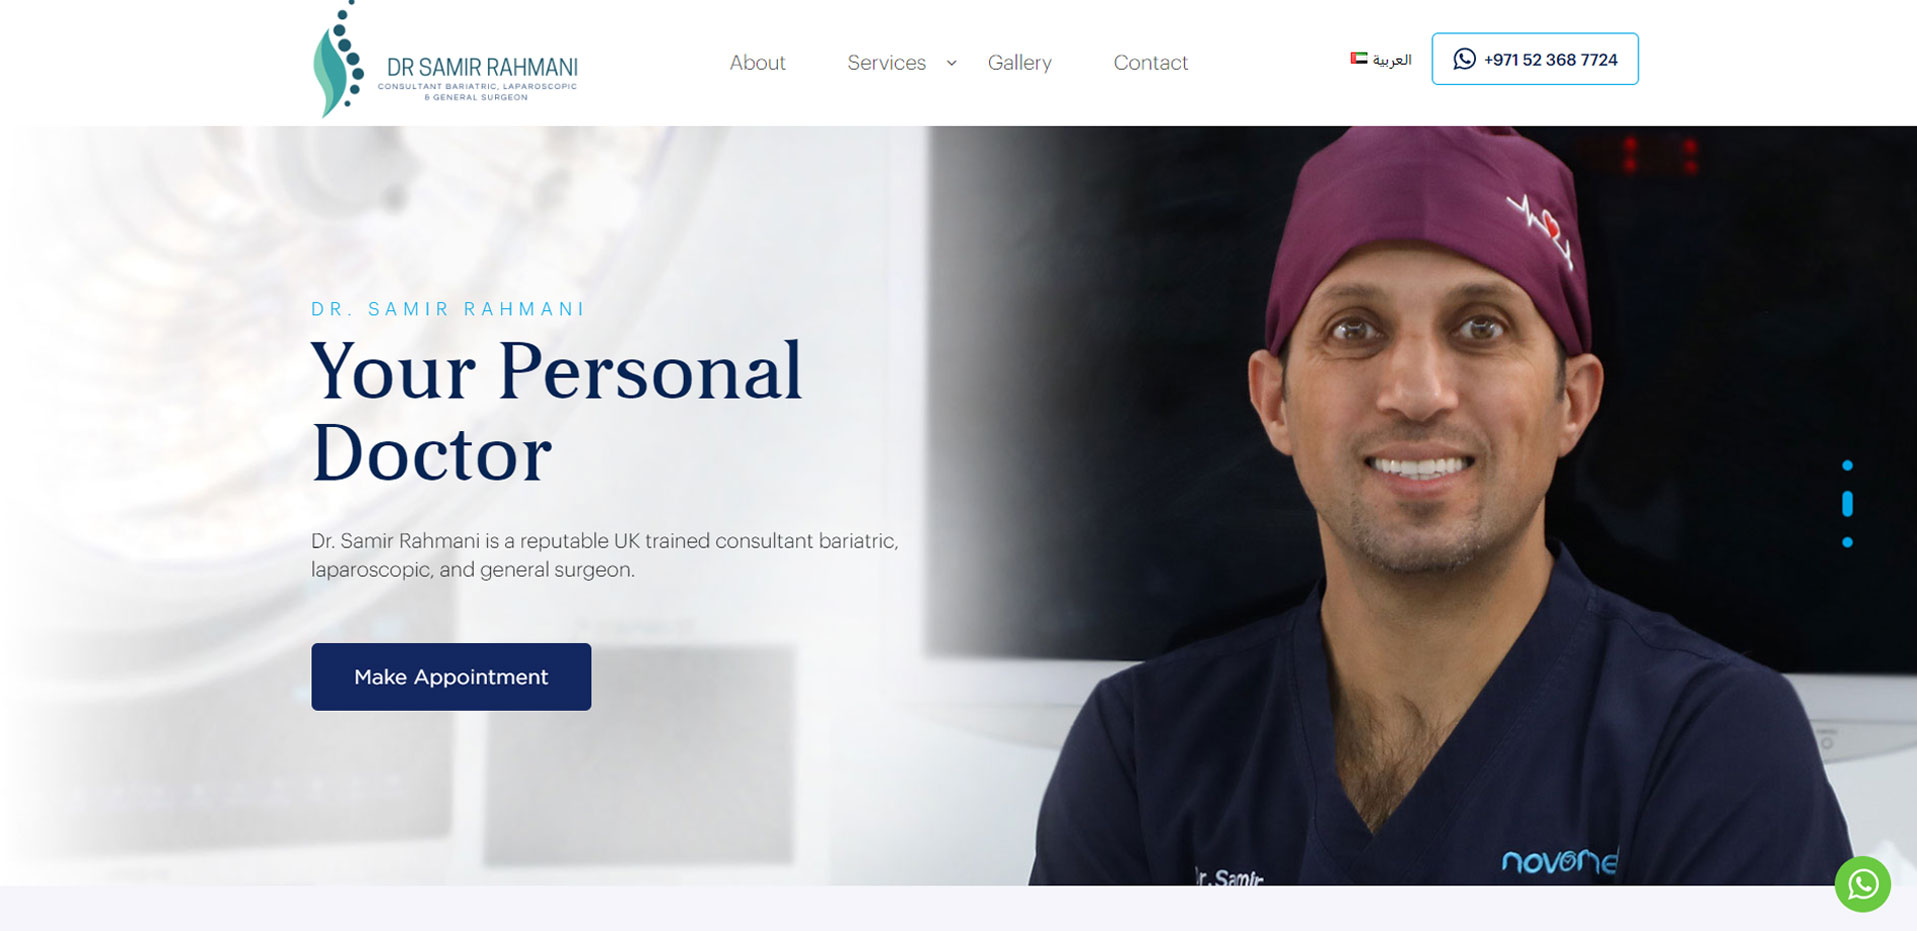 DR SAMIR RAHMANI
CONSULTANT BARIATRIC, LAPAROSCOPIC
& GENERAL SURGEON
About
Services
Gallery
Contact
العربية
+971 52 368 7724
DR. SAMIR RAHMANI
Your Personal
Doctor
Dr. Samir Rahmani is a reputable UK trained consultant bariatric,
laparoscopic, and general surgeon.
Make Appointment
novome
r. Samir